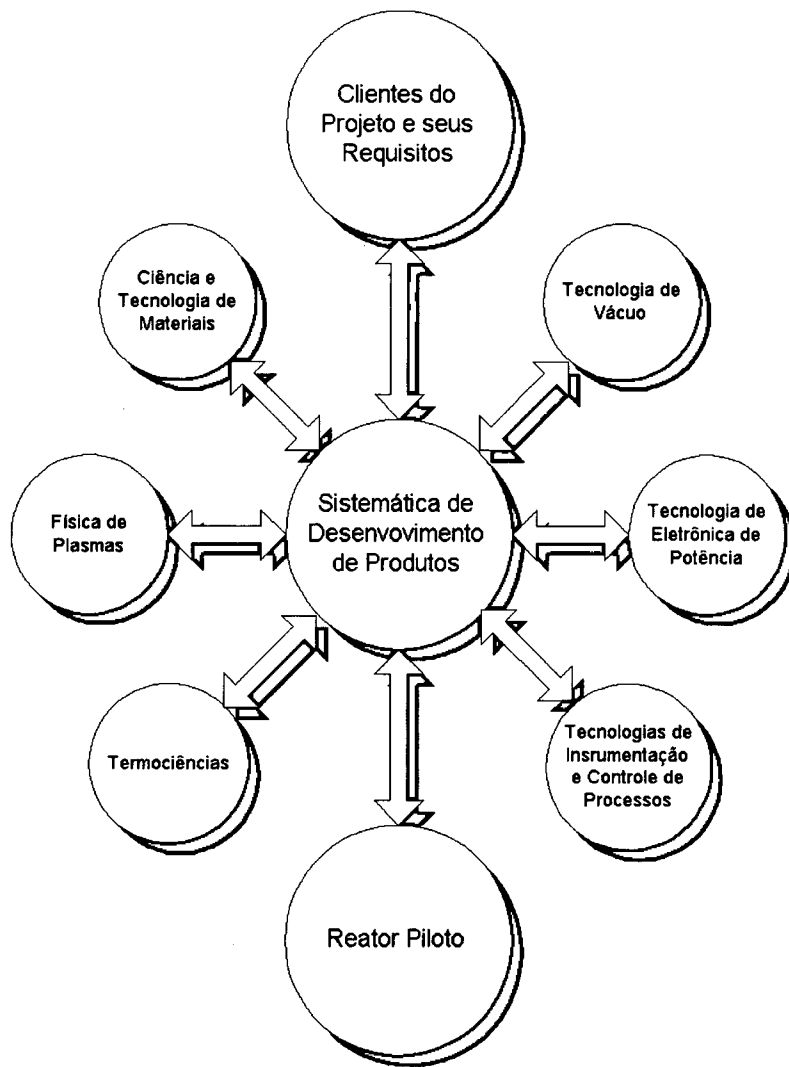 Clientes do
Projeto e seus
Requisitos
Ciência e
Tecnologia de
Materiais
Tecnologia de
Vácuo
Física de
Plasmas
Sistemática de
Desenvovimento
de Produtos
Tecnologia de
Eletrônica de
Potência
Termociências
Tecnologias de
Insrumentação
e Controle de
Processos
Reator Piloto